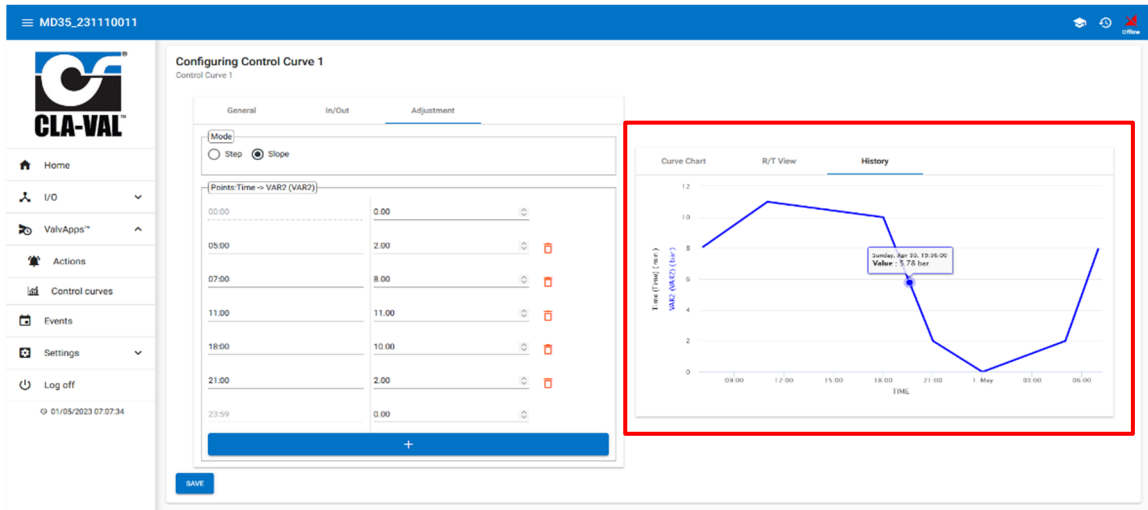 MD35_231110011
Offline
CLA-VAL
Home
I/O
ValvApps™
Actions
Control curves
Events
Settings
Log off
01/05/2023 07:07:34
Configuring Control Curve 1
Control Curve 1
General In/Out Adjustment
Mode
Step Slope
Points:Time -> VAR2 (VAR2)
00:00 0.00
05:00 2.00
07:00 8.00
11:00 11.00
18:00 10.00
21:00 2.00
23:59 0.00
+
SAVE
Curve Chart R/T View History
Time (Time) (min)
VAR2 (VAR2) (bar)
12
10
8
6
4
2
0
Sunday, Apr 30, 19:36:00
Value : 5.78 bar
09:00 12:00 15:00 18:00 21:00 1. May 03:00 06:00
TIME